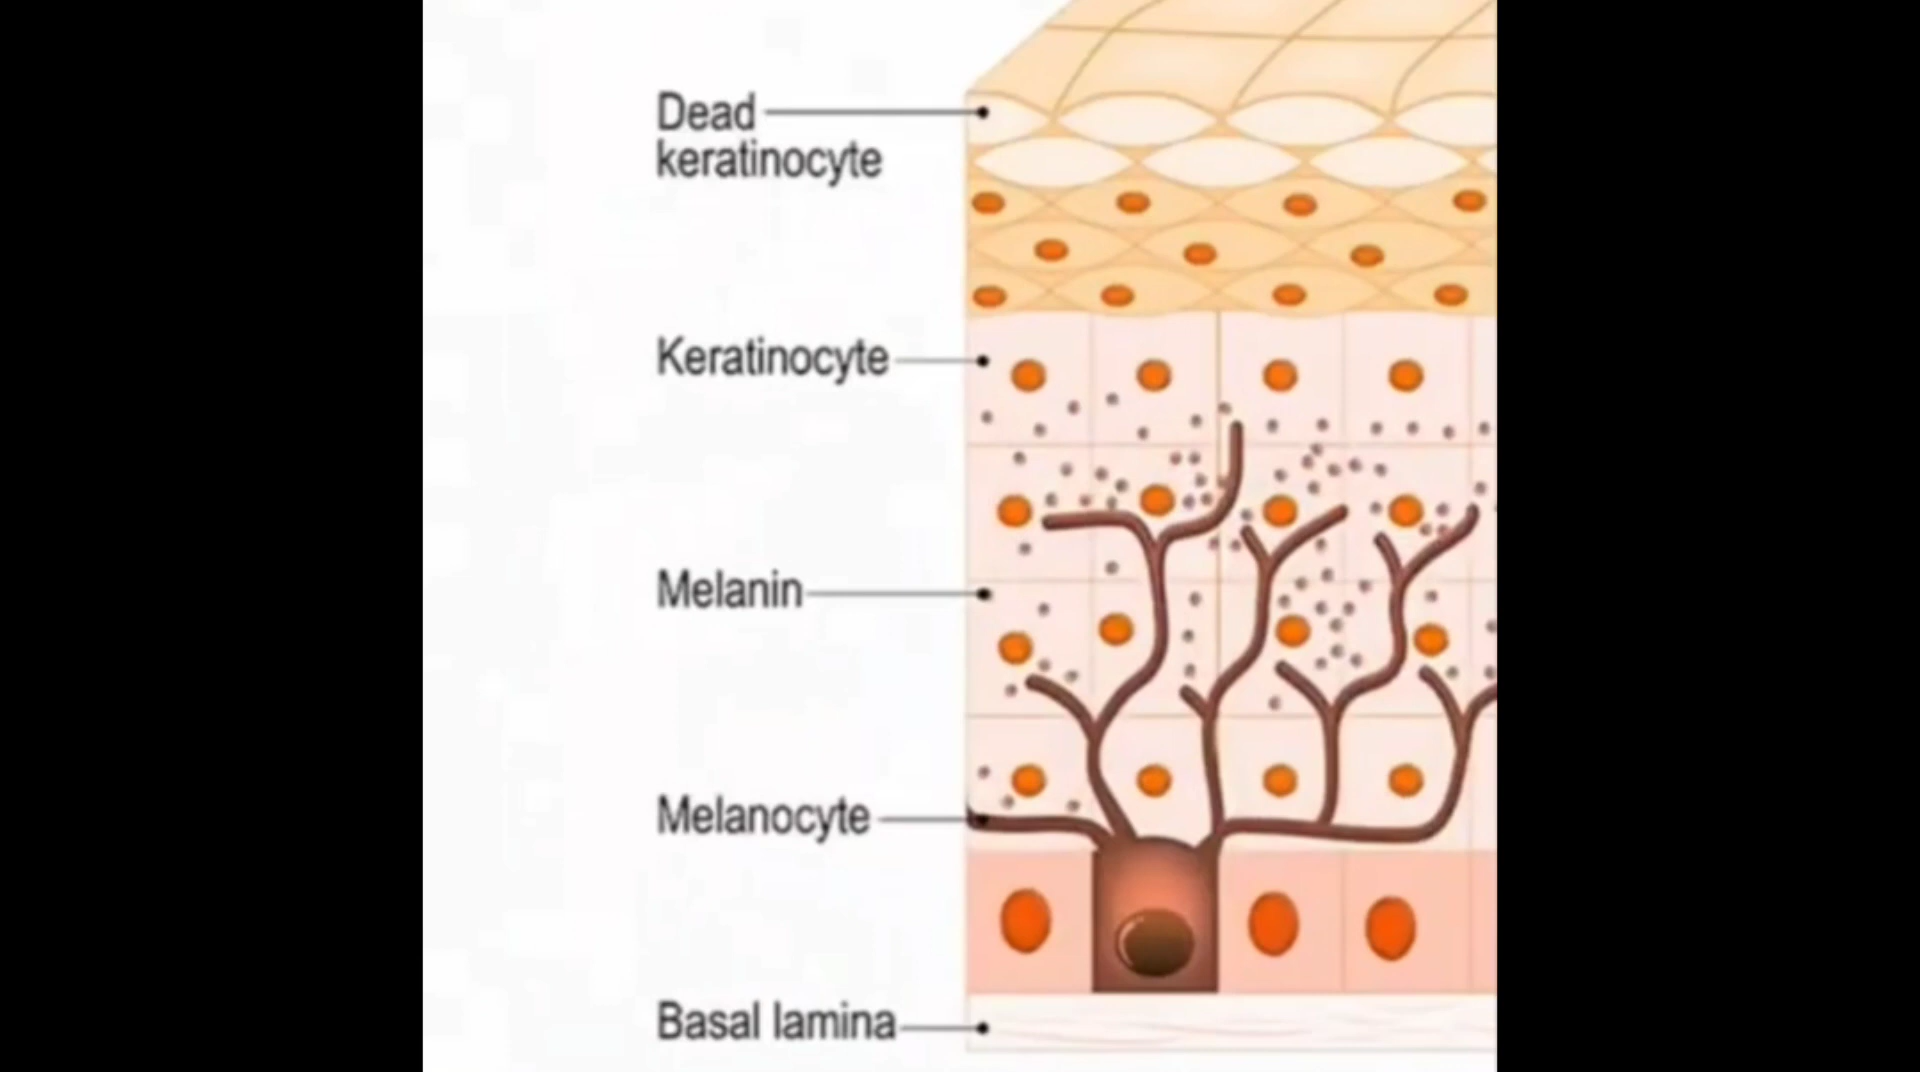 Dead
keratinocyte
Keratinocyte
Melanin
Melanocyte
Basal lamina